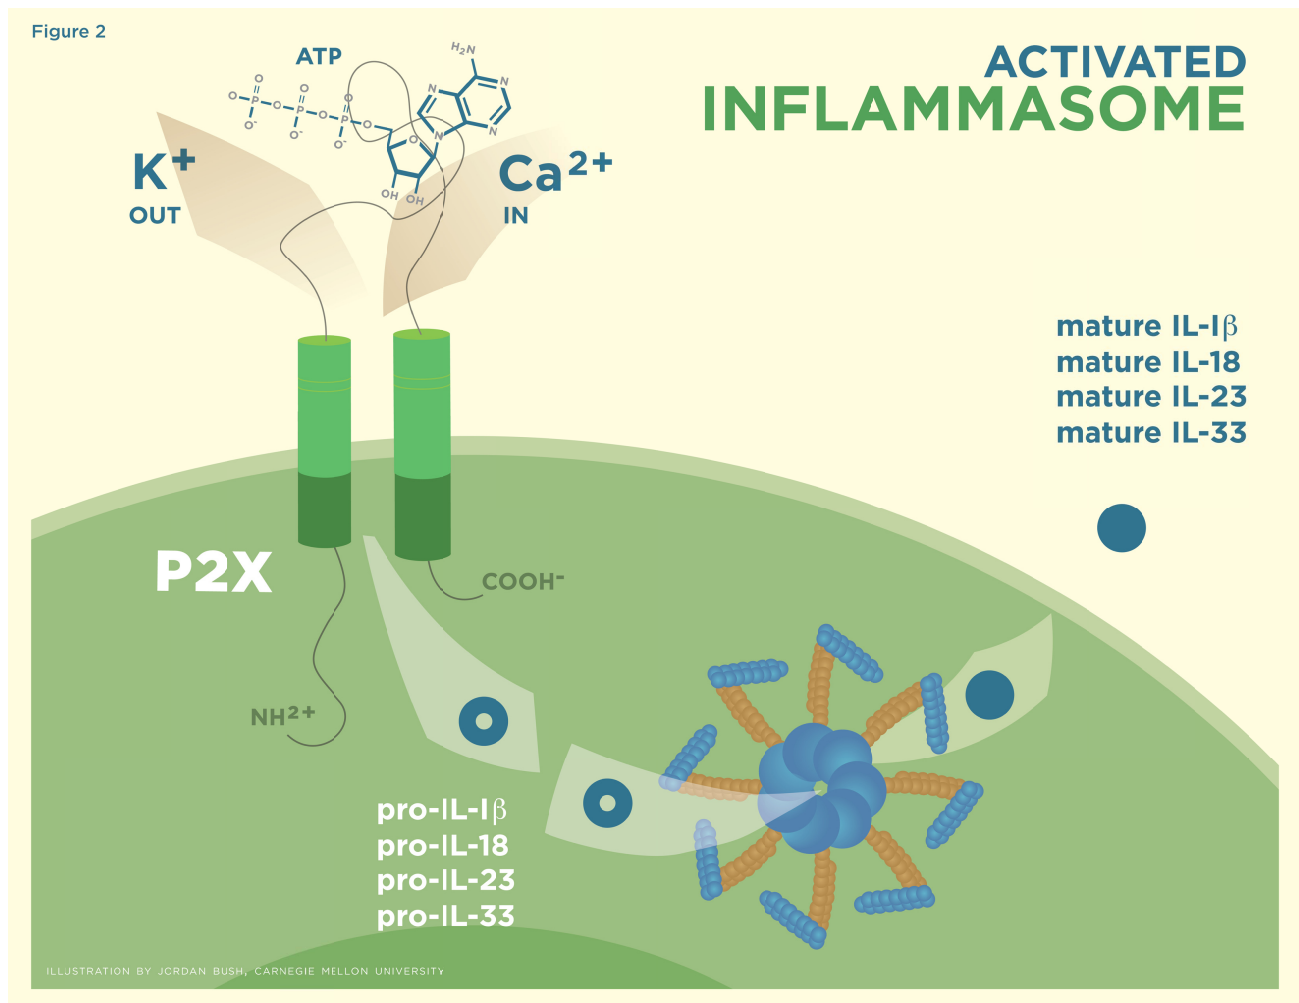 Figure 2
ACTIVATED
INFLAMMASOME
ATP
H₂N
N
N
N
N
N
O
P
O
O
O⁻
P
O
O
O⁻
P
O
O
O⁻
O
OH
OH
K⁺
OUT
Ca²⁺
IN
mature IL-Iβ
mature IL-18
mature IL-23
mature IL-33
P2X
COOH⁻
NH²⁺
pro-IL-Iβ
pro-IL-18
pro-IL-23
pro-IL-33
ILLUSTRATION BY JORDAN BUSH, CARNEGIE MELLON UNIVERSITY